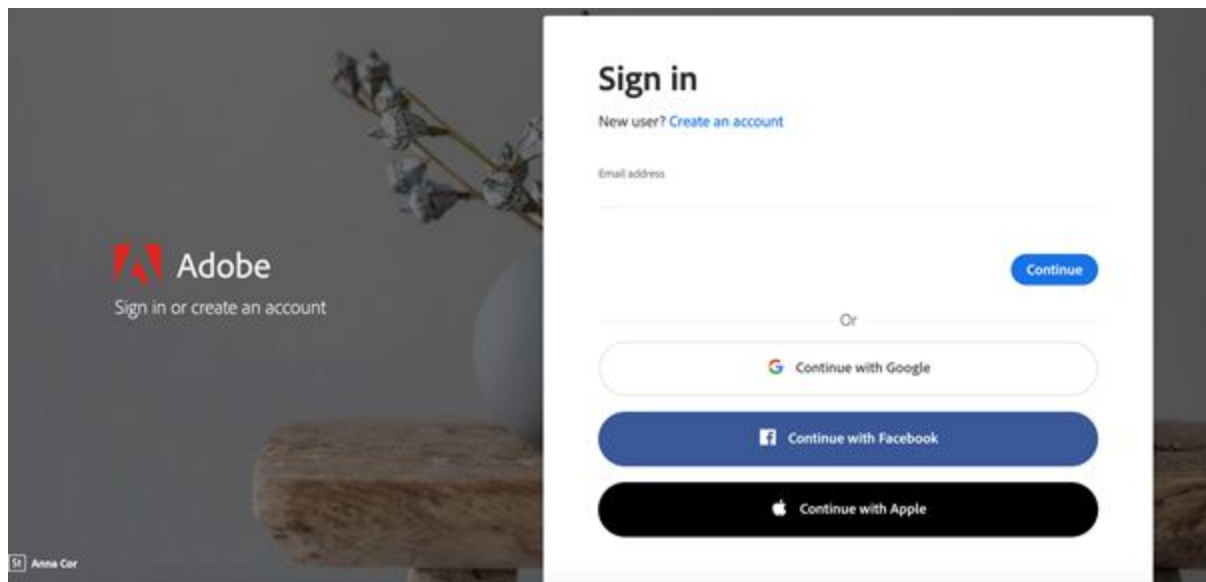 Adobe
Sign in or create an account
St Anna Cor
Sign in
New user? Create an account
Email address
Continue
Or
Continue with Google
Continue with Facebook
Continue with Apple